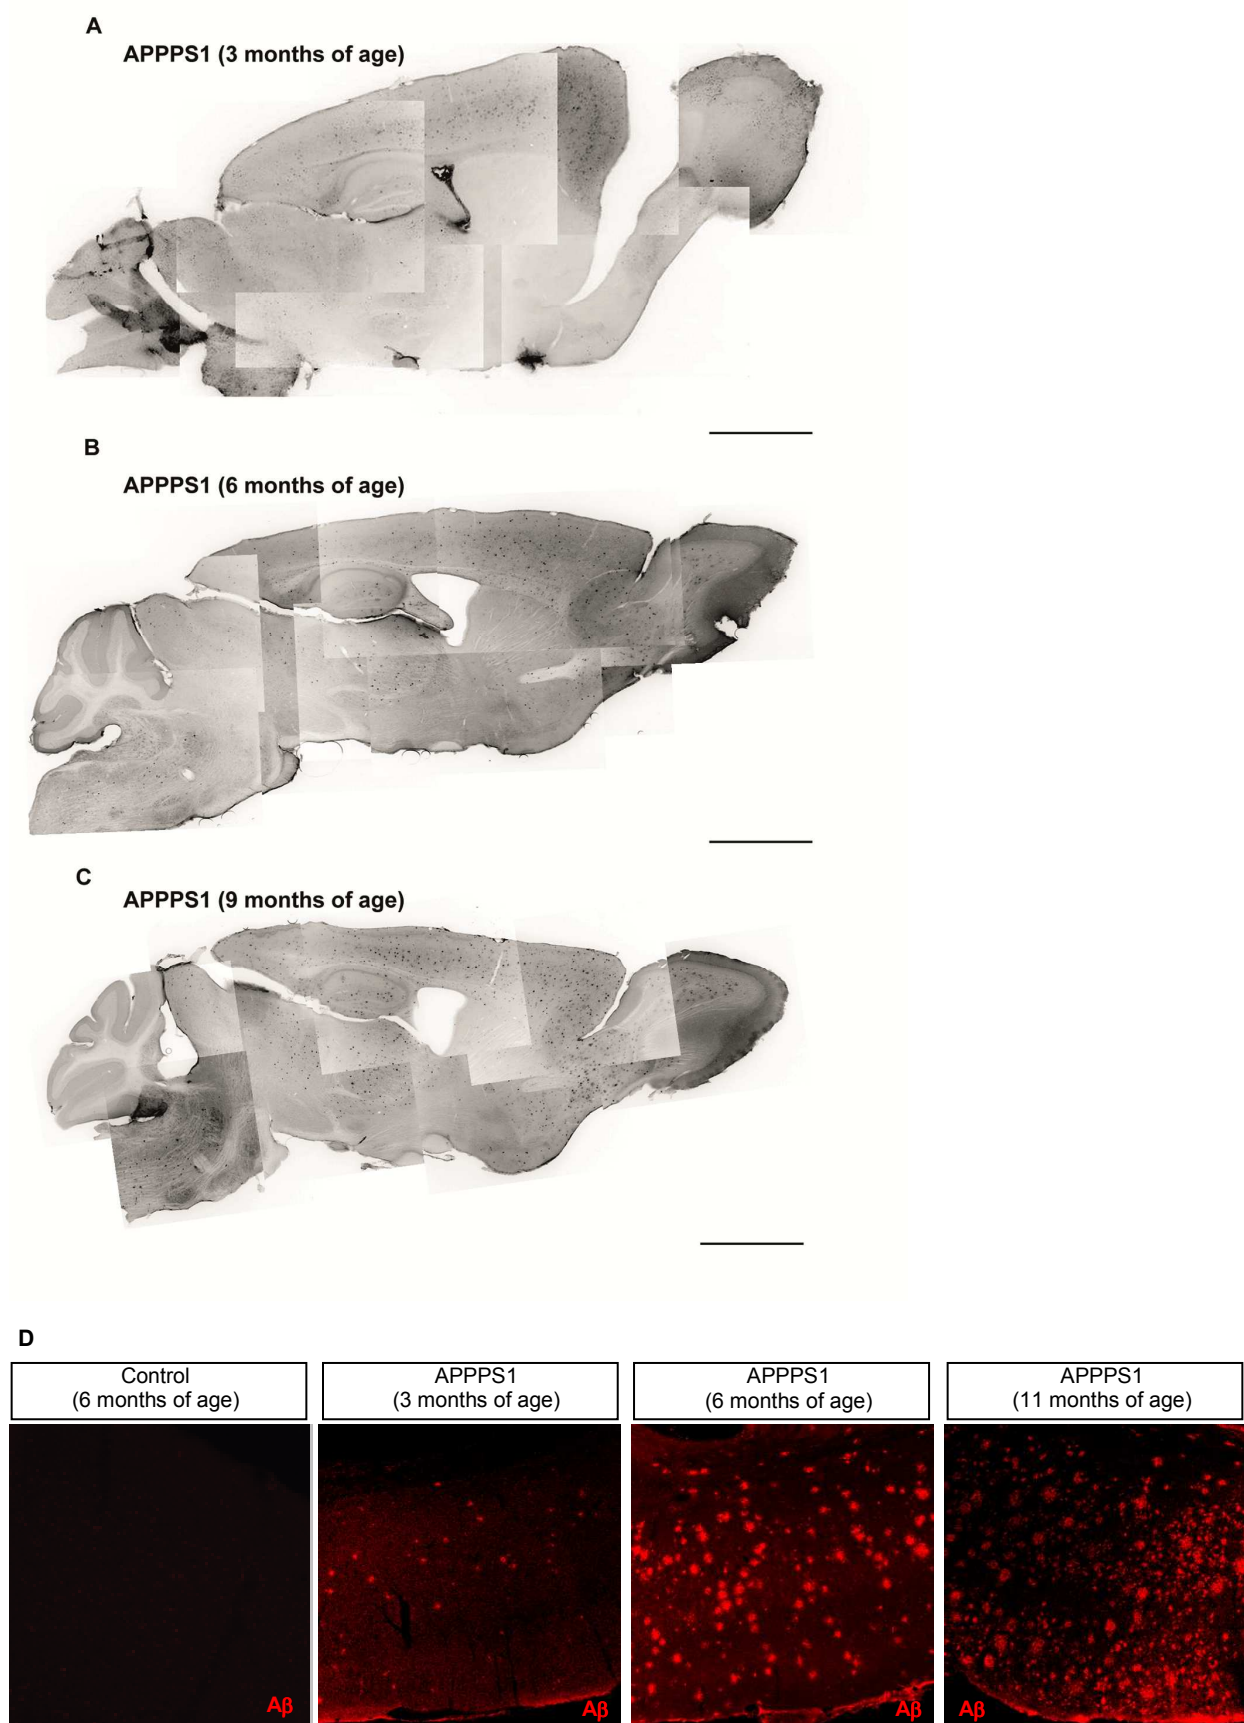 A
APPPS1 (3 months of age)
B
APPPS1 (6 months of age)
C
APPPS1 (9 months of age)
D
Control
(6 months of age)
APPPS1
(3 months of age)
APPPS1
(6 months of age)
APPPS1
(11 months of age)
Aβ
Aβ
Aβ
Aβ